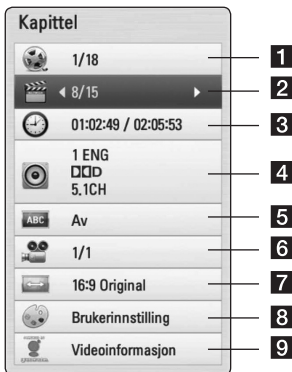 Kapittel
1/18 1
8/15 2
01:02:49 / 02:05:53 3
1 ENG
DD
5.1CH 4
ABC Av 5
1/1 6
16:9 Original 7
Brukerinnstilling 8
Videoinformasjon 9